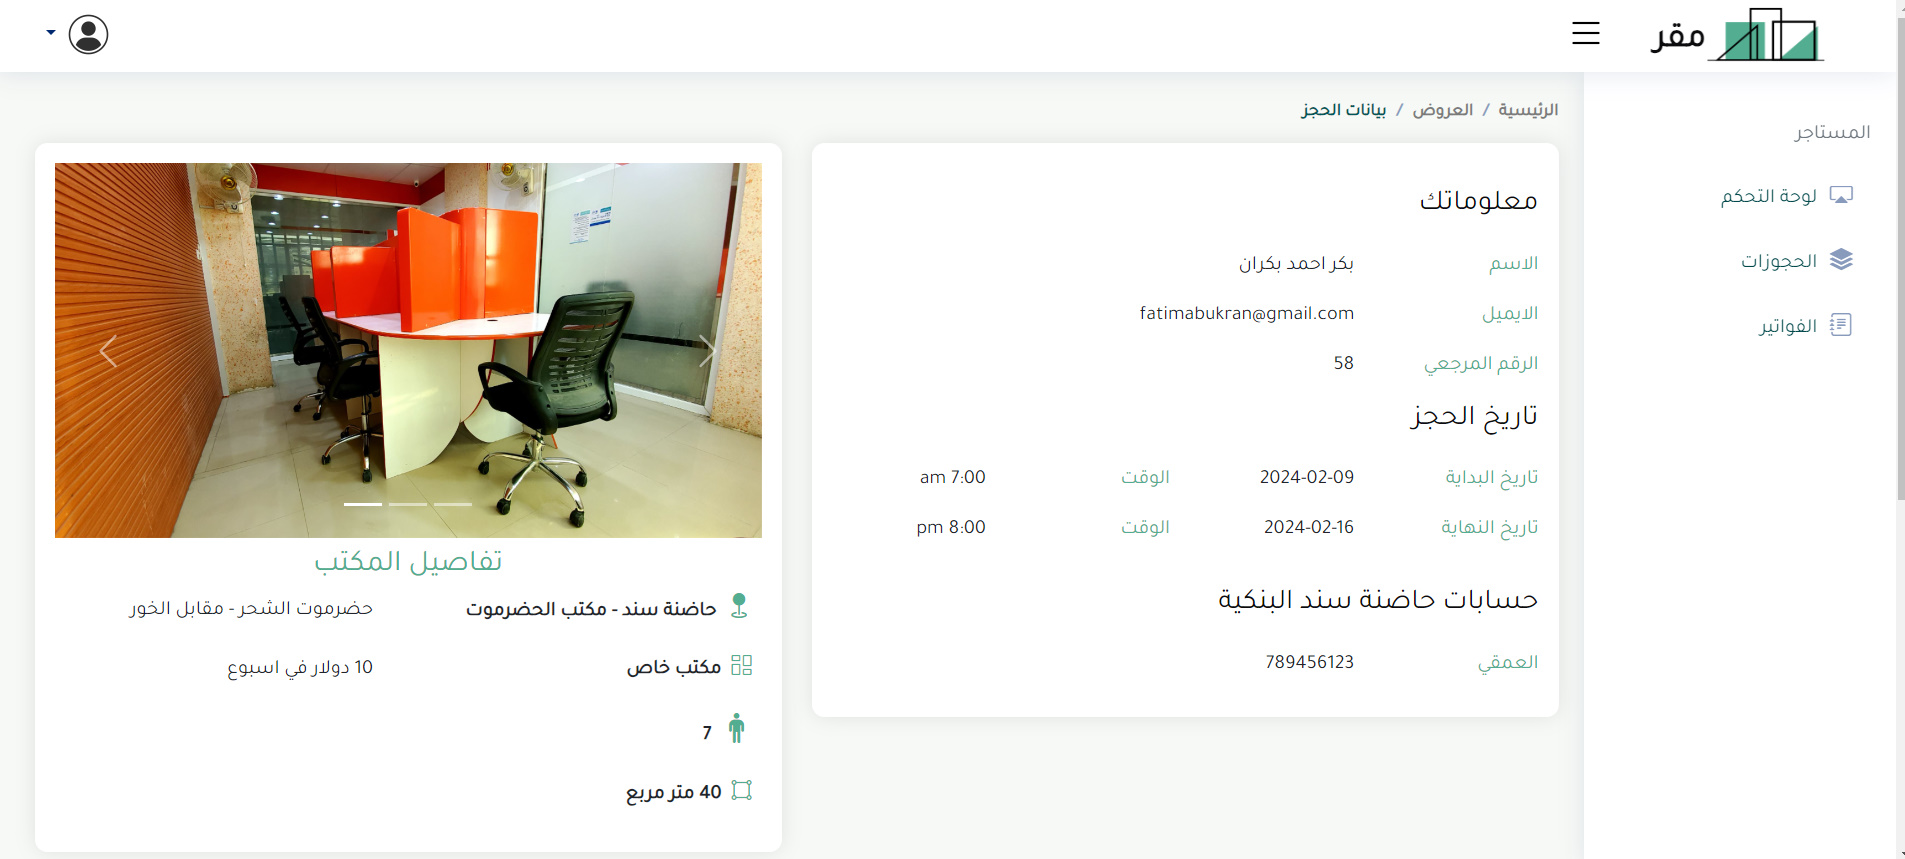 مقر
المستاجر
لوحة التحكم
الحجوزات
الفواتير
الرئيسية / العروض / بيانات الحجز
معلوماتك
الاسم بكر احمد بكران
الايميل fatimabukran@gmail.com
الرقم المرجعي 58
تاريخ الحجز
تاريخ البداية 2024-02-09 الوقت 7:00 am
تاريخ النهاية 2024-02-16 الوقت 8:00 pm
حسابات حاضنة سند البنكية
العمقي 789456123
تفاصيل المكتب
حاضنة سند - مكتب الحضرموت حضرموت الشحر - مقابل الخور
مكتب خاص 10 دولار في اسبوع
7
40 متر مربع